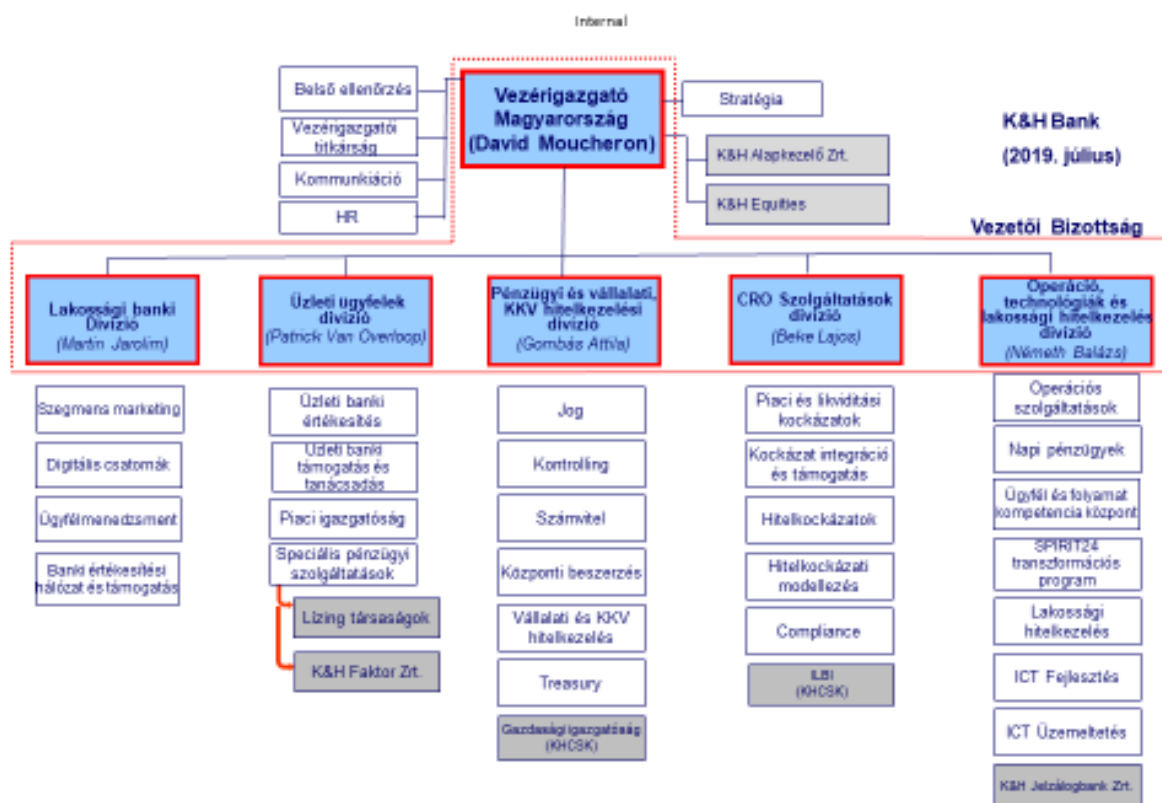 Internal
Belső ellenőrzés
Vezérigazgatói
titkárság
Kommunkiáció
HR
Vezérigazgató
Magyarország
(David Moucheron)
Stratégia
K&H Alapkezelő Zrt.
K&H Equities
K&H Bank
(2019. július)
Vezetői Bizottság
Lakossági banki
Divízió
(Martin Jarolim)
Üzleti ügyfelek
divízió
(Patrick Van Overloop)
Pénzügyi és vállalati,
KKV hitelkezelési
divízió
(Gombás Attila)
CRO Szolgáltatások
divízió
(Beke Lajos)
Operáció,
technológiák és
lakossági hitelkezelés
divízió
(Németh Balázs)
Szegmens marketing
Digitális csatornák
Ügyfélmenedzsment
Banki értékesítési
hálózat és támogatás
Üzleti banki
értékesítés
Üzleti banki
támogatás és
tanácsadás
Piaci igazgatóság
Speciális pénzügyi
szolgáltatások
Lízing társaságok
K&H Faktor Zrt.
Jog
Kontrolling
Számvitel
Központi beszerzés
Vállalati és KKV
hitelkezelés
Treasury
Gazdasági igazgatóság
(KHCSK)
Piaci és likviditási
kockázatok
Kockázat integráció
és támogatás
Hitelkockázatok
Hitelkockázati
modellezés
Compliance
ILBI
(KHCSK)
Operációs
szolgáltatások
Napi pénzügyek
Ügyfél és folyamat
kompetencia központ
SPIRIT24
transzformációs
program
Lakossági
hitelkezelés
ICT Fejlesztés
ICT Üzemeltetés
K&H Jelzálogbank Zrt.